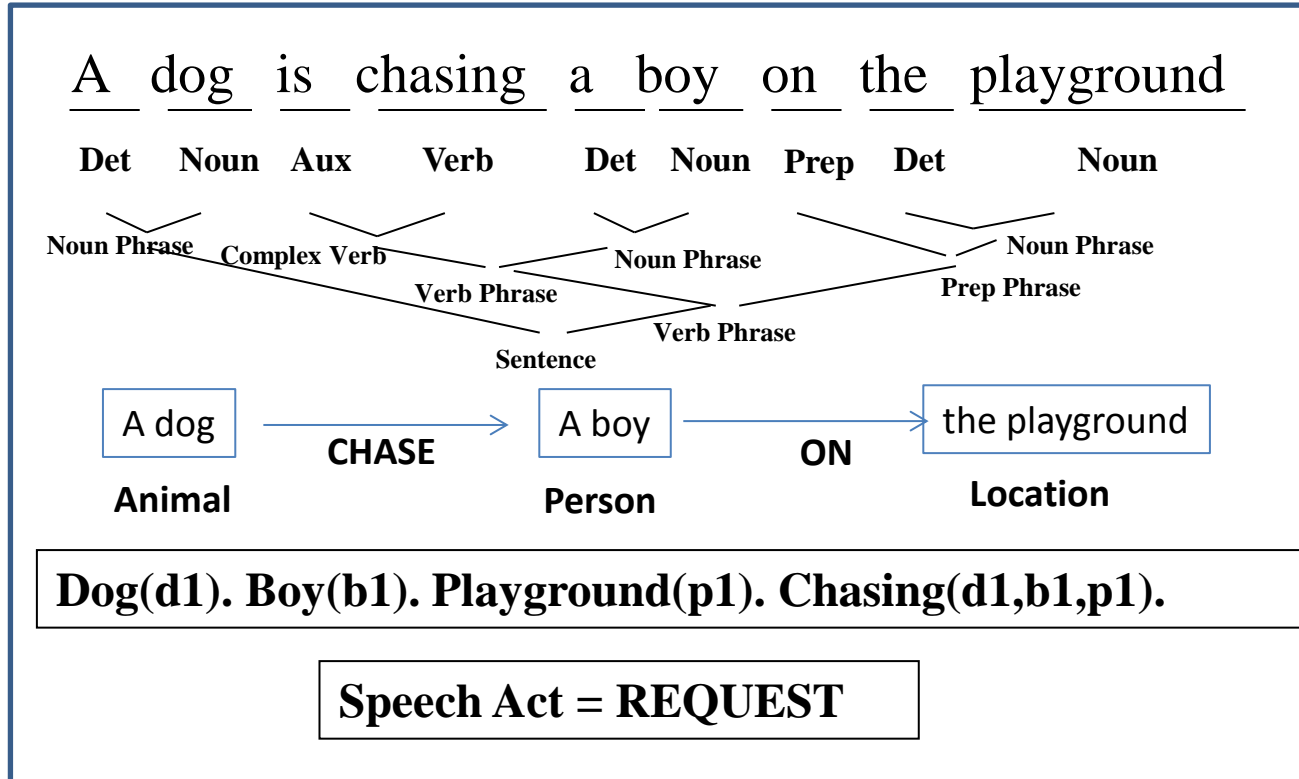 A dog is chasing a boy on the playground
Det Noun Aux Verb Det Noun Prep Det Noun
Noun Phrase Complex Verb Noun Phrase Noun Phrase
Verb Phrase Prep Phrase
Verb Phrase
Sentence
A dog A boy the playground
CHASE ON
Animal Person Location
Dog(d1). Boy(b1). Playground(p1). Chasing(d1,b1,p1).
Speech Act = REQUEST